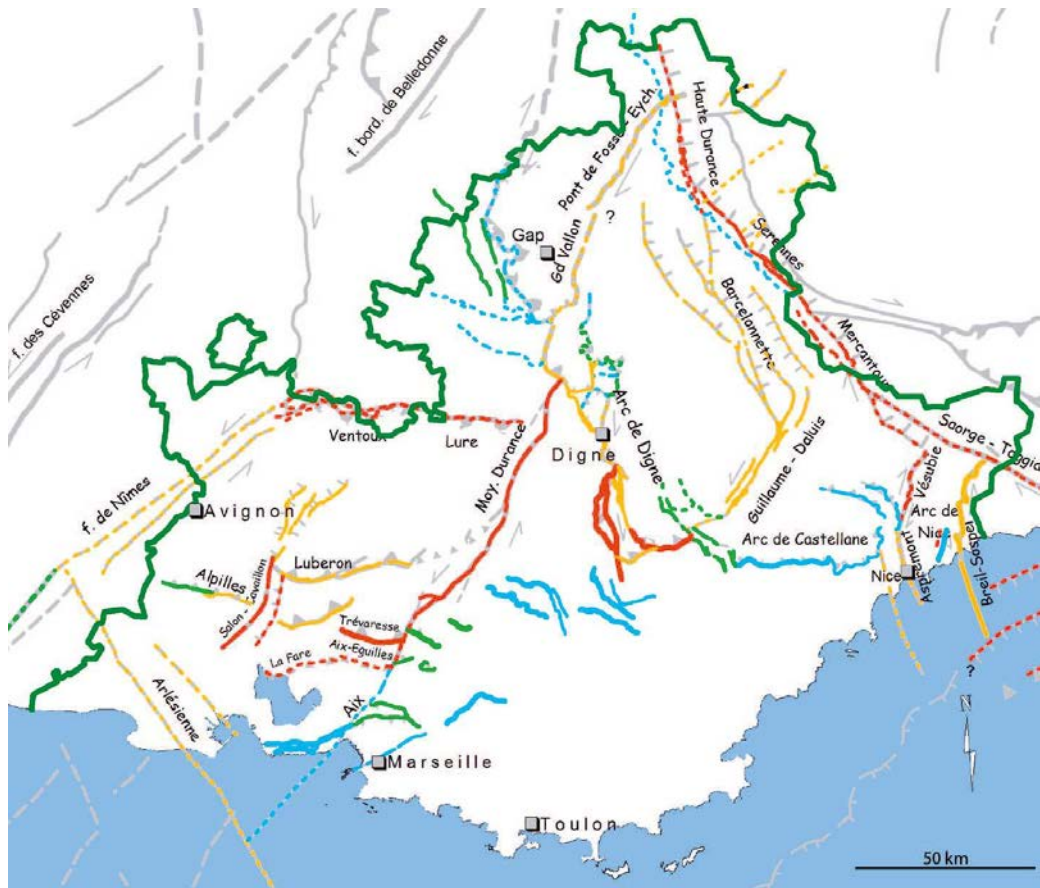 f. bord. de Belledonne
Pont de Fossé - Eych.
Haute Durance
?
Gap
Gd Vallon
Serennes
f. des Cévennes
Barcelonnette
Mercantour
Ventoux
Lure
Arc de Digne
Digne
Moy. Durance
Saorge - Taggia
Vésubie
Guillaume - Daluis
f. de Nîmes
Avignon
Arc de
Nice
Arc de Castellane
Luberon
Alpilles
Salon - Cavaillon
Nice
Aspremont
Breil-Sospel
Trévaresse
Aix-Eguilles
La Fare
?
Arlésienne
Aix
N
Marseille
Toulon
50 km